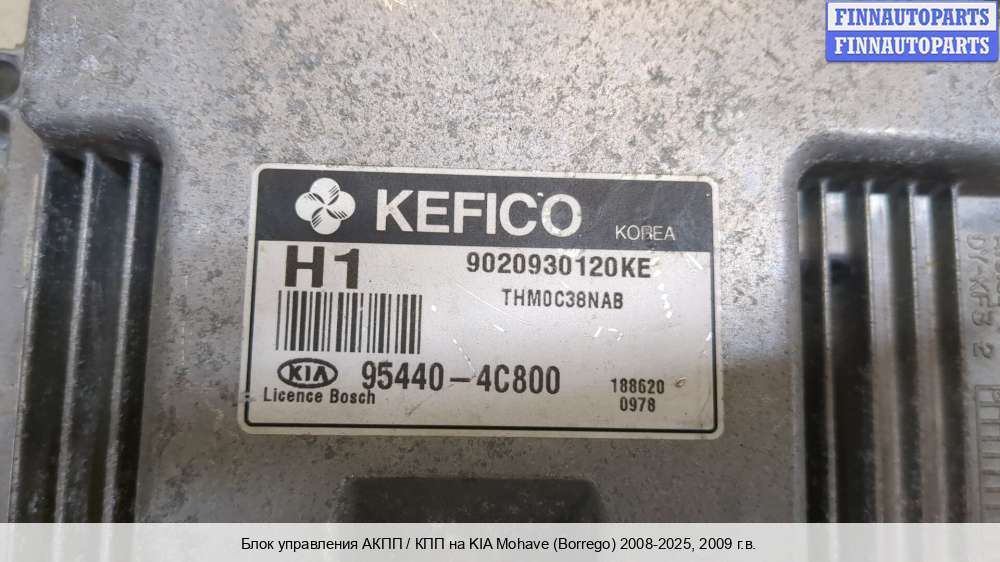 FINNAUTOPARTS
FINNAUTOPARTS
KEFICO
KOREA
H1
9020930120KE
THM0C38NAB
KIA
95440-4C800
188620
0978
Licence Bosch
Блок управления АКПП / КПП на KIA Mohave (Borrego) 2008-2025, 2009 г.в.